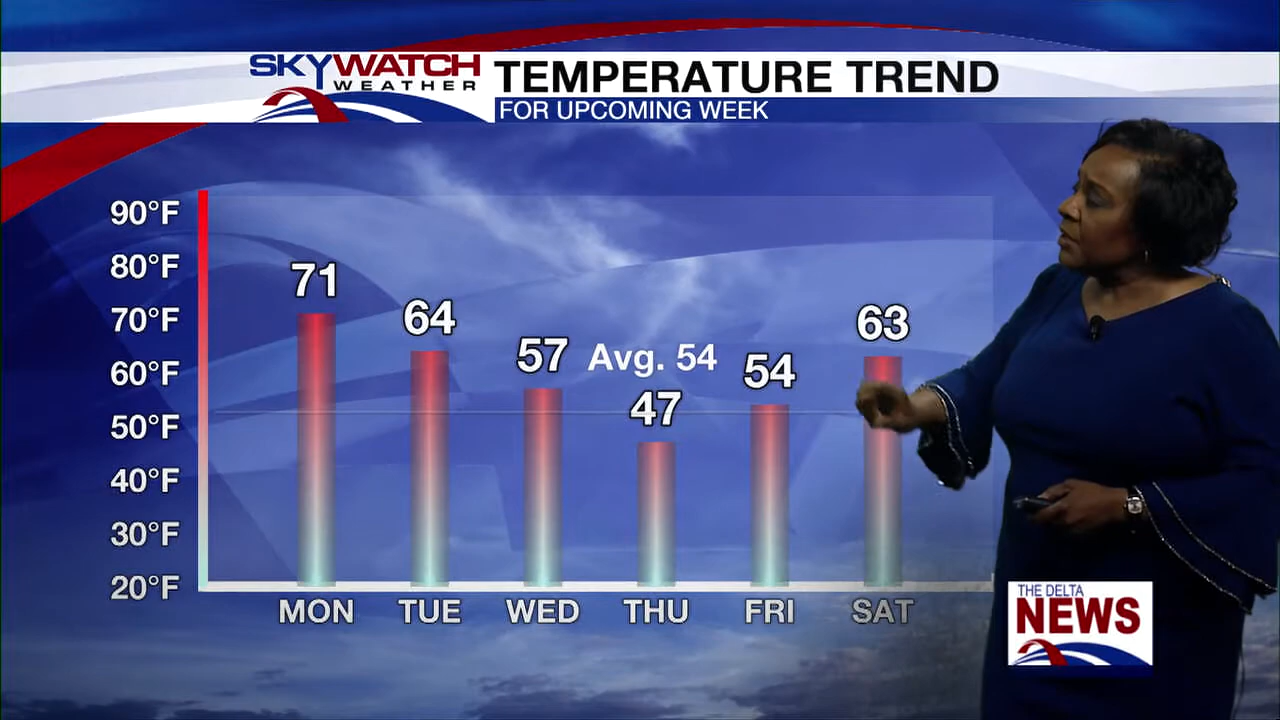 SKYWATCH
WEATHER
TEMPERATURE TREND
FOR UPCOMING WEEK
90°F
80°F
70°F
60°F
50°F
40°F
30°F
20°F
71
64
57
Avg. 54
47
54
63
MON TUE WED THU FRI SAT
THE DELTA
NEWS